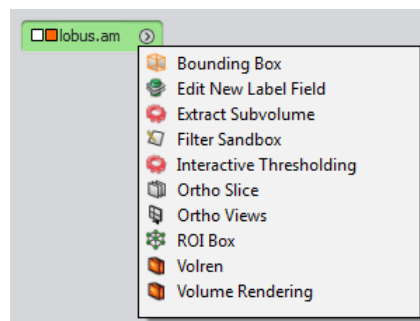 lobus.am
Bounding Box
Edit New Label Field
Extract Subvolume
Filter Sandbox
Interactive Thresholding
Ortho Slice
Ortho Views
ROI Box
Volren
Volume Rendering